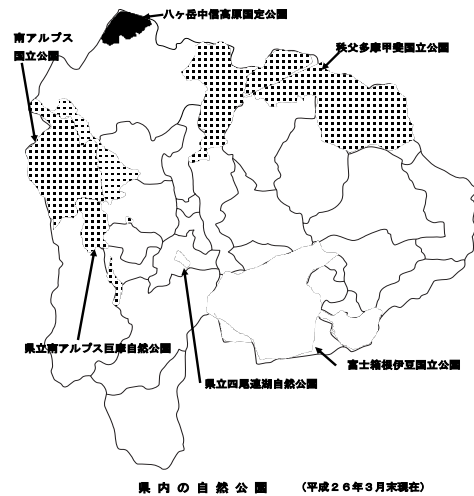 八ヶ岳中信高原国定公園
南アルプス
国立公園
秩父多摩甲斐国立公園
県立南アルプス巨摩自然公園
富士箱根伊豆国立公園
県立四尾連湖自然公園
県内の自然公園 （平成２６年３月末現在）